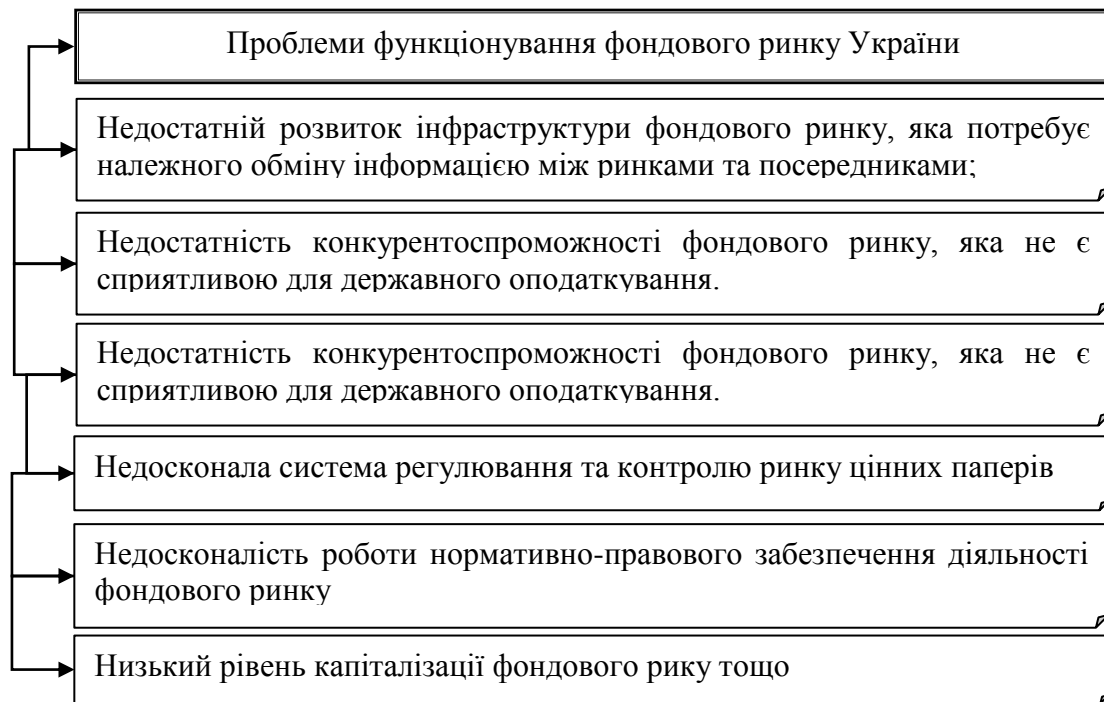 Проблеми функціонування фондового ринку України
Недостатній розвиток інфраструктури фондового ринку, яка потребує
належного обміну інформацією між ринками та посередниками;
Недостатність конкурентоспроможності фондового ринку, яка не є
сприятливою для державного оподаткування.
Недостатність конкурентоспроможності фондового ринку, яка не є
сприятливою для державного оподаткування.
Недосконала система регулювання та контролю ринку цінних паперів
Недосконалість роботи нормативно-правового забезпечення діяльності
фондового ринку
Низький рівень капіталізації фондового рику тощо